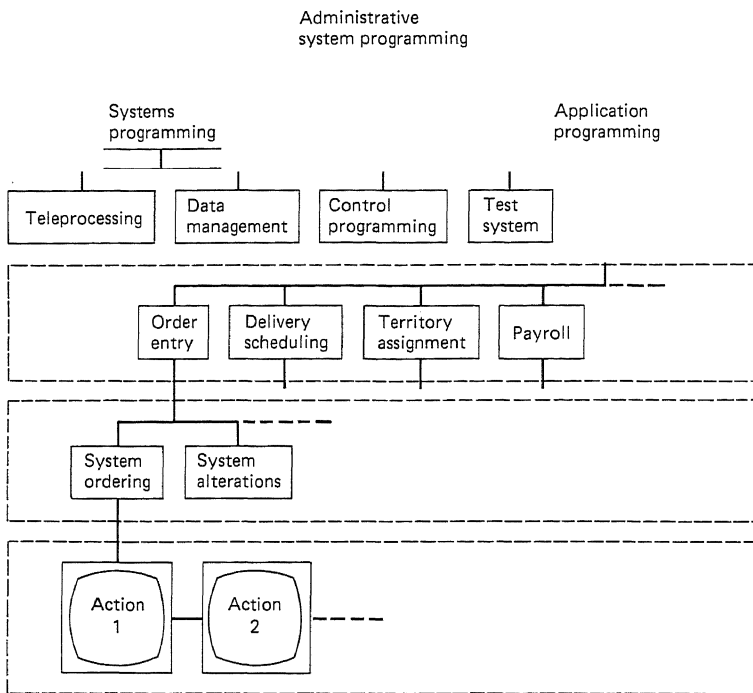 Administrative
system programming
Systems
programming
Application
programming
Teleprocessing
Data
management
Control
programming
Test
system
Order
entry
Delivery
scheduling
Territory
assignment
Payroll
System
ordering
System
alterations
Action
1
Action
2